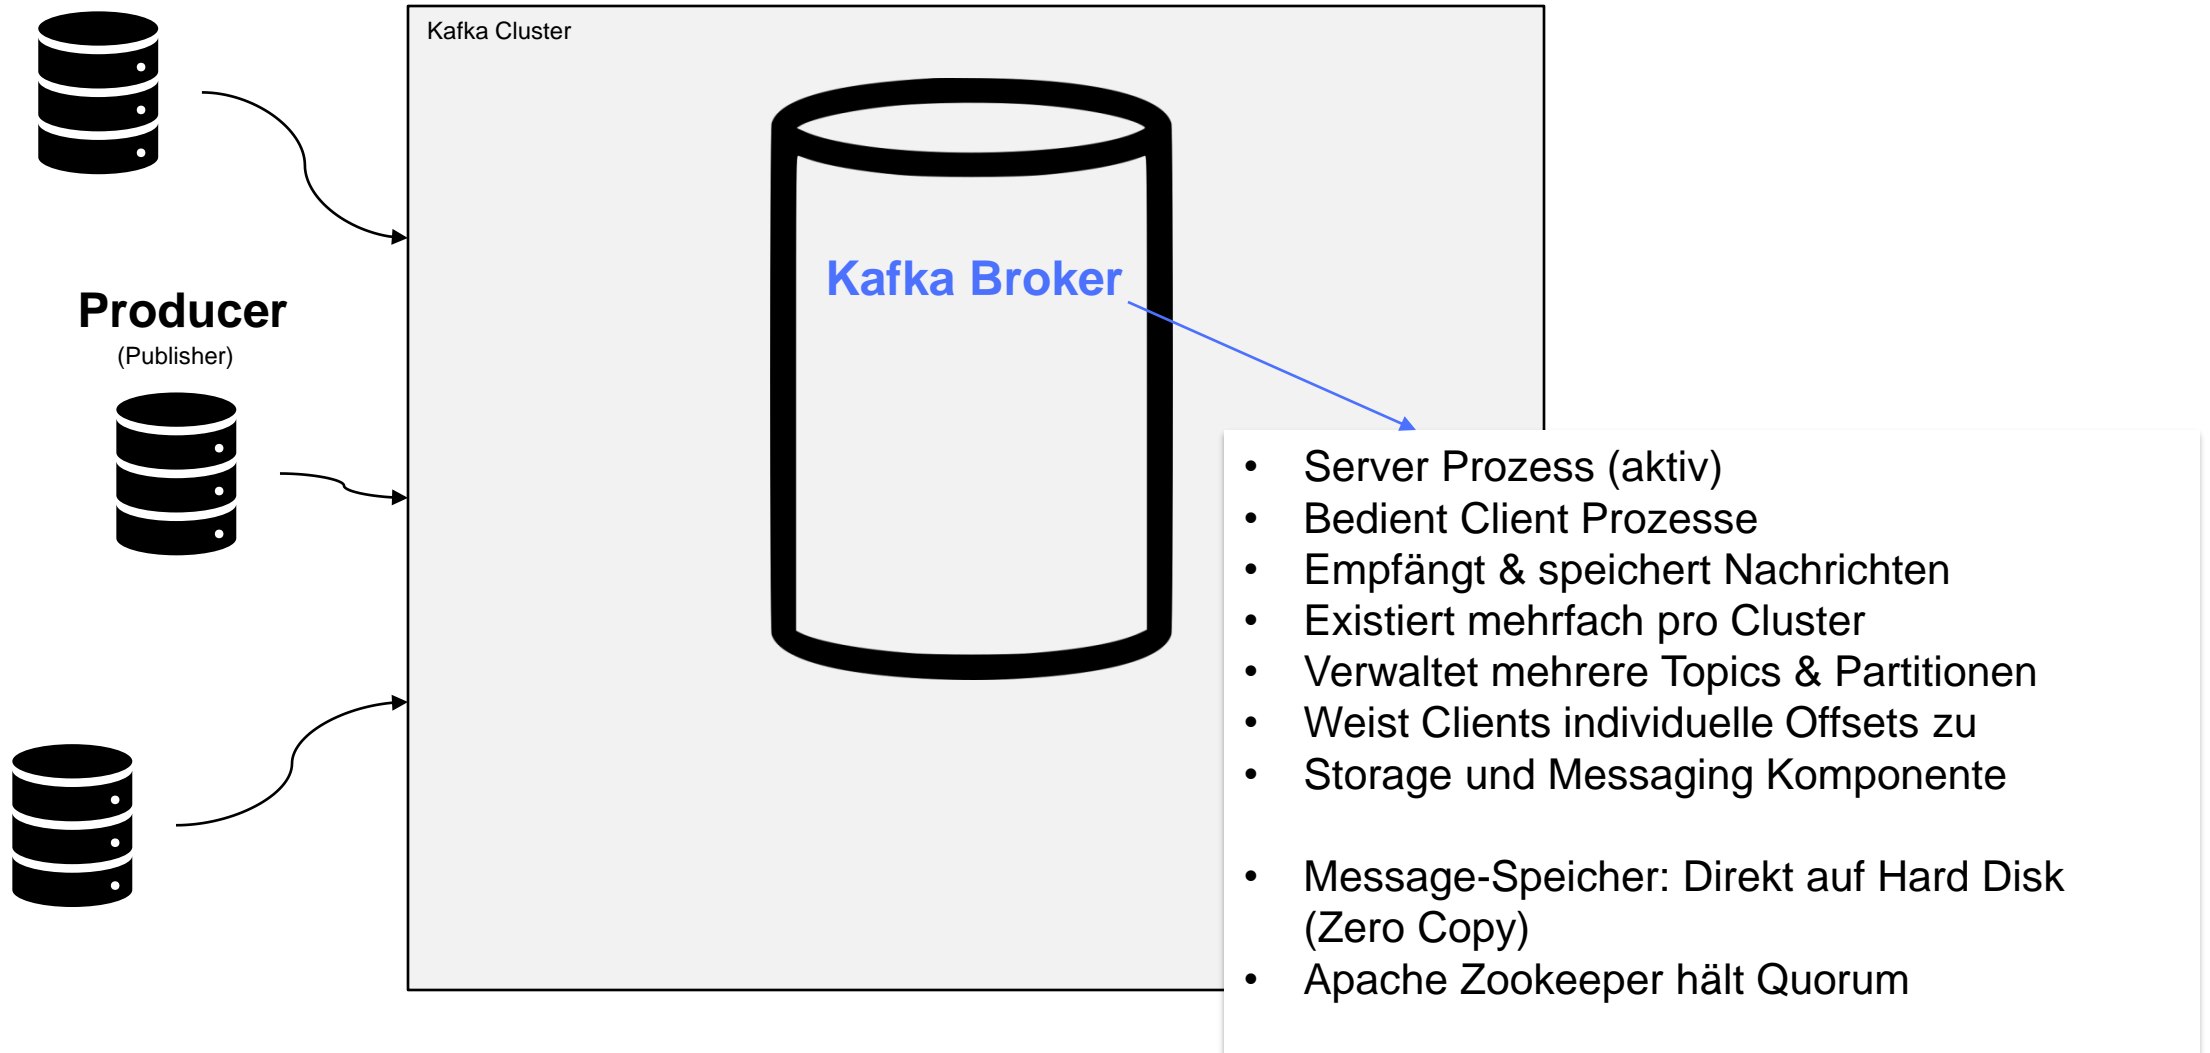 Kafka Cluster
Kafka Broker
Producer
(Publisher)
• Server Prozess (aktiv)
• Bedient Client Prozesse
• Empfängt & speichert Nachrichten
• Existiert mehrfach pro Cluster
• Verwaltet mehrere Topics & Partitionen
• Weist Clients individuelle Offsets zu
• Storage und Messaging Komponente
• Message-Speicher: Direkt auf Hard Disk
(Zero Copy)
• Apache Zookeeper hält Quorum